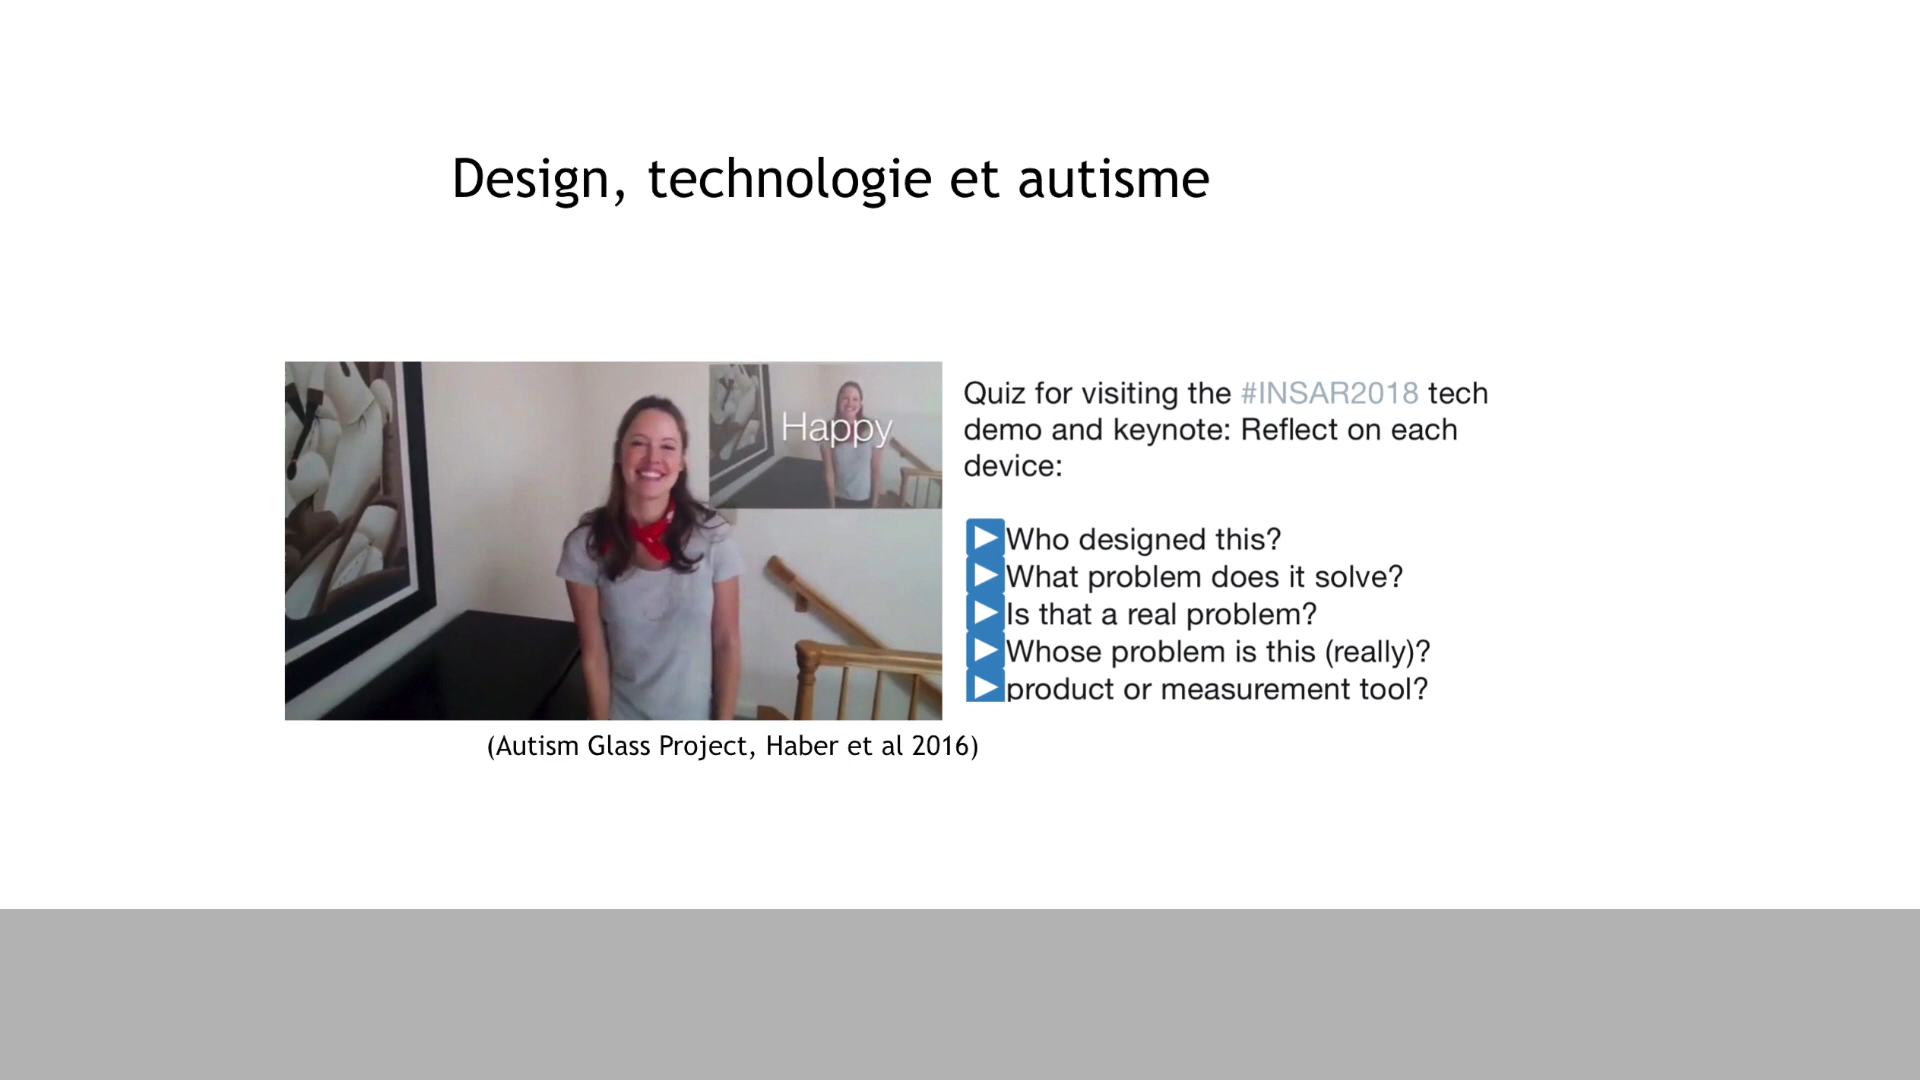 Design, technologie et autisme
Happy
Quiz for visiting the #INSAR2018 tech
demo and keynote: Reflect on each
device:
Who designed this?
What problem does it solve?
Is that a real problem?
Whose problem is this (really)?
product or measurement tool?
(Autism Glass Project, Haber et al 2016)